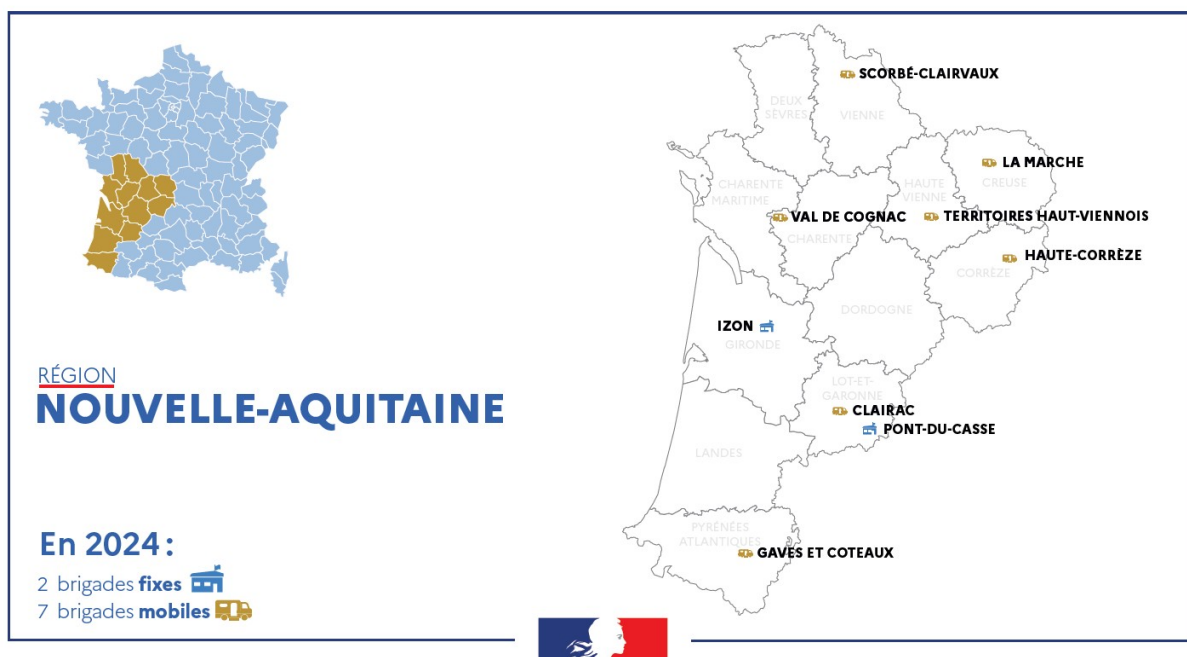 RÉGION
NOUVELLE-AQUITAINE
En 2024 :
2 brigades fixes
7 brigades mobiles
SCORBÉ-CLAIRVAUX
DEUX
SÈVRES
VIENNE
LA MARCHE
CREUSE
CHARENTE
MARITIME
HAUTE
VIENNE
VAL DE COGNAC
TERRITOIRES HAUT-VIENNOIS
CHARENTE
HAUTE-CORRÈZE
CORRÈZE
DORDOGNE
IZON
GIRONDE
LOT-ET-
GARONNE
CLAIRAC
PONT-DU-CASSE
LANDES
PYRÉNÉES
ATLANTIQUES
GAVES ET COTEAUX